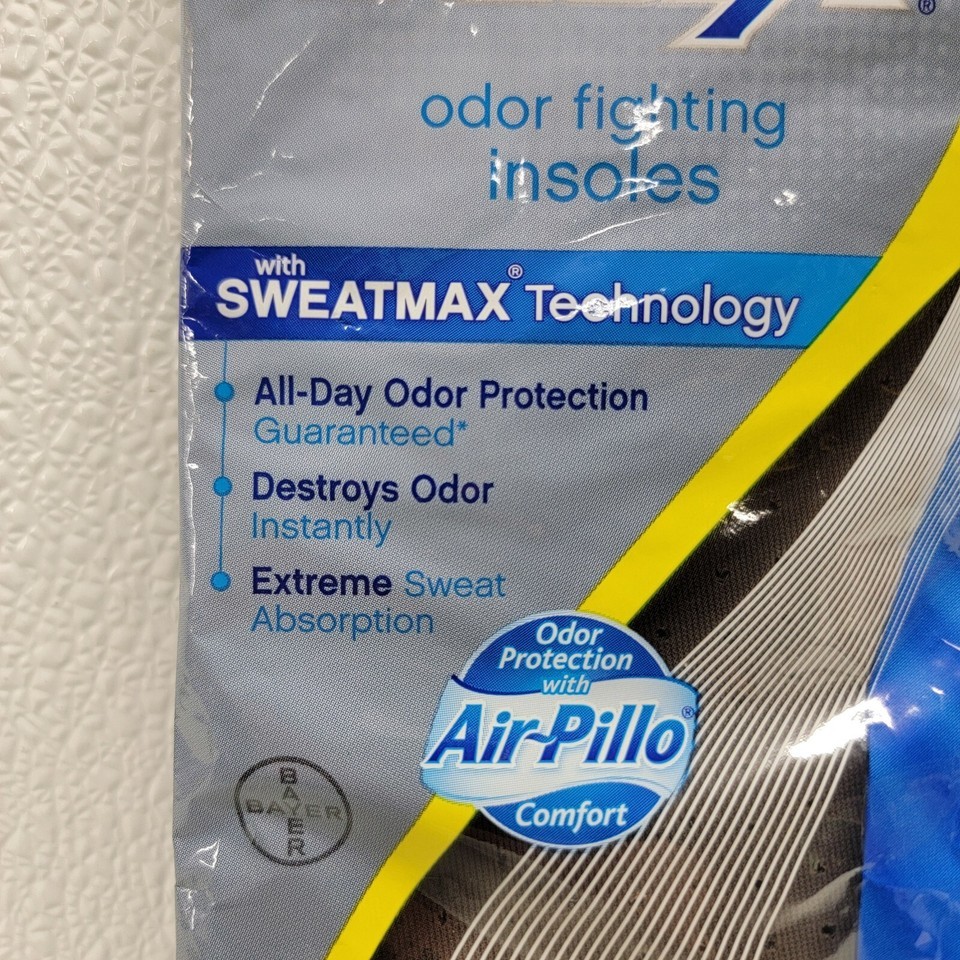 ®
odor fighting
insoles
with
SWEATMAX® Technology
All-Day Odor Protection
Guaranteed*
Destroys Odor
Instantly
Extreme Sweat
Absorption
Odor
Protection
with
Air-Pillo®
Comfort
BAYER
BAYER